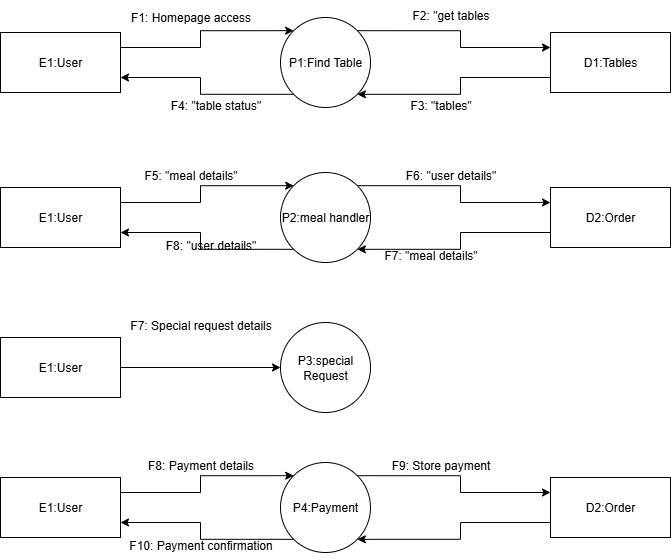 F1: Homepage access
F2: "get tables
E1:User
P1:Find Table
D1:Tables
F4: "table status"
F3: "tables"
F5: "meal details"
F6: "user details"
E1:User
P2:meal handler
D2:Order
F8: "user details"
F7: "meal details"
F7: Special request details
E1:User
P3:special
Request
F8: Payment details
F9: Store payment
E1:User
P4:Payment
D2:Order
F10: Payment confirmation